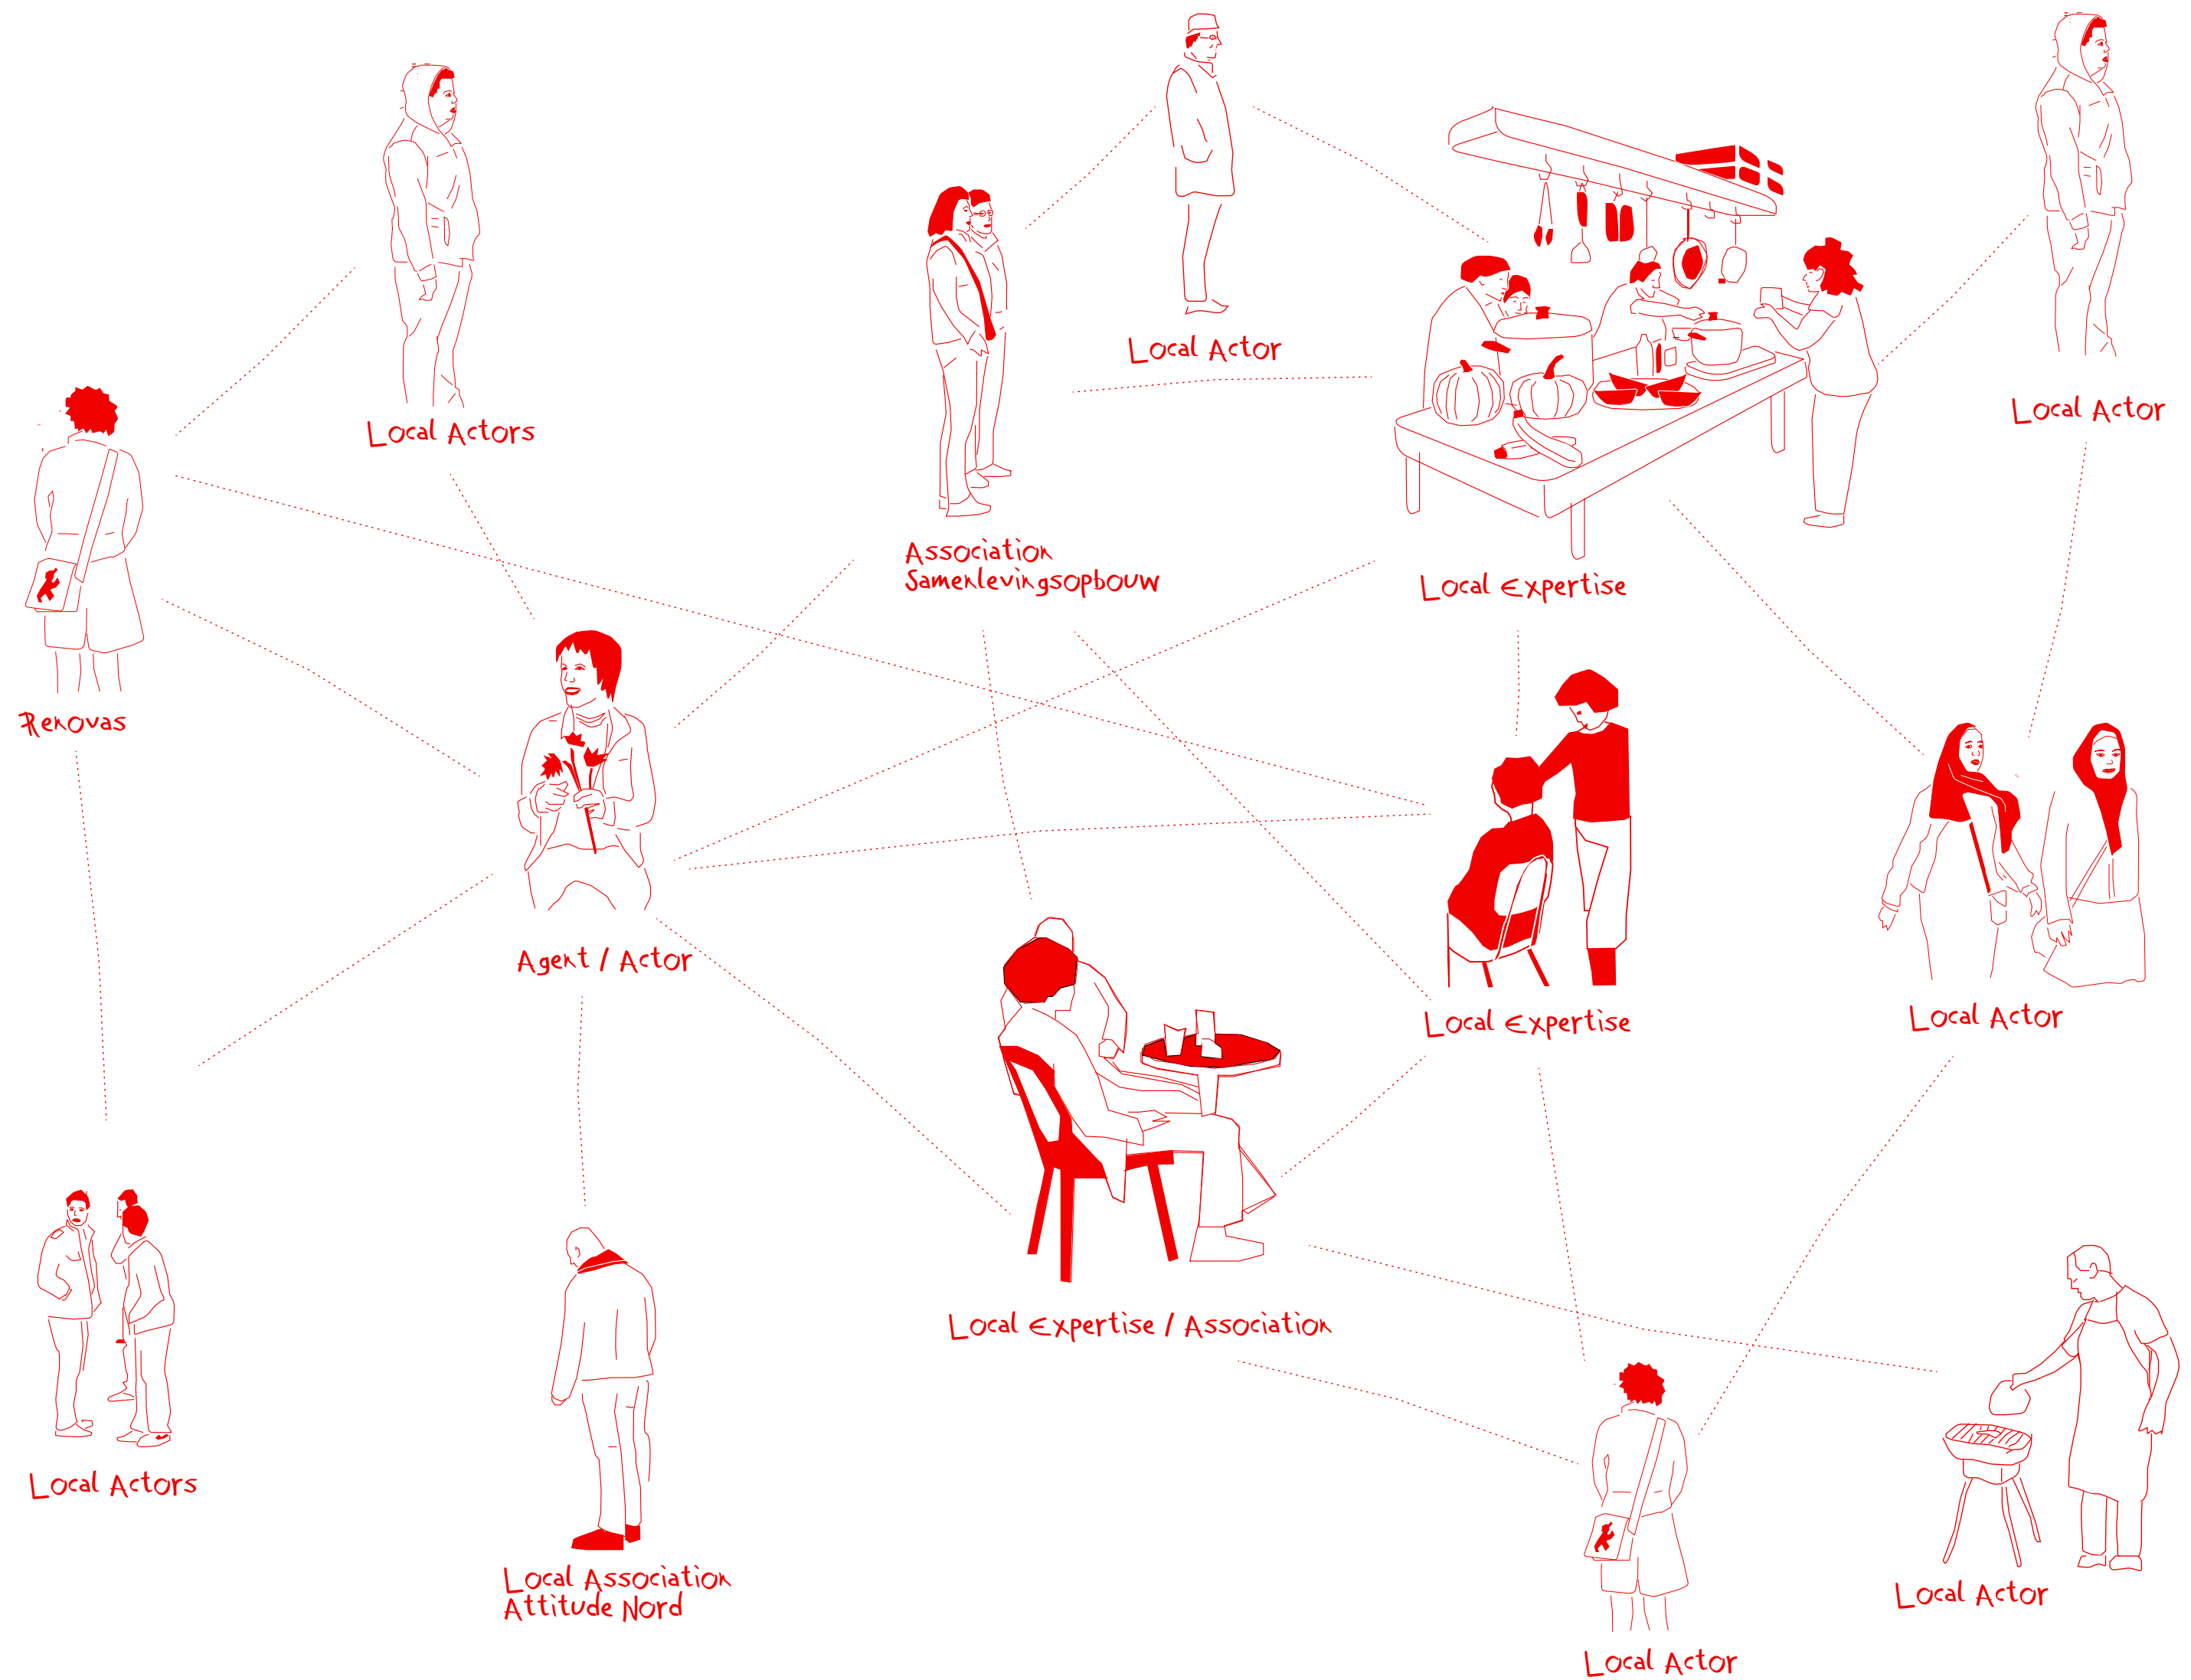 Local Actor
Local Actors
Local Actor
Association
Samenlevingsopbouw
Local Expertise
Renovas
Agent / Actor
Local Expertise
Local Actor
Local Expertise / Association
Local Actors
Local Association
Attitude Nord
Local Actor
Local Actor